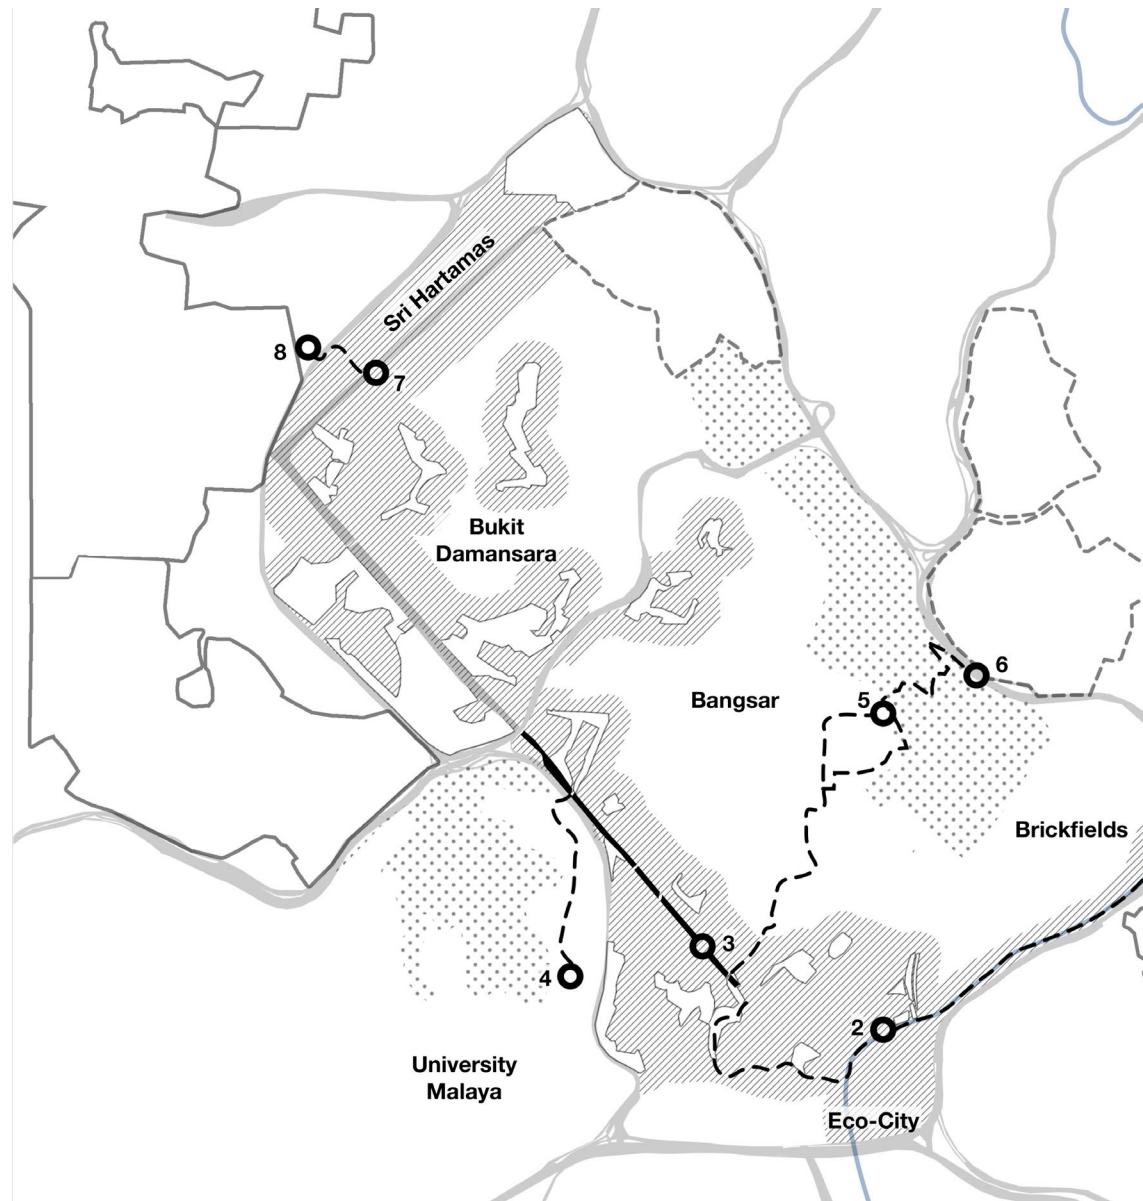 Sri Hartamas
8
7
Bukit
Damansara
6
5
Bangsar
Brickfields
3
4
2
University
Malaya
Eco-City